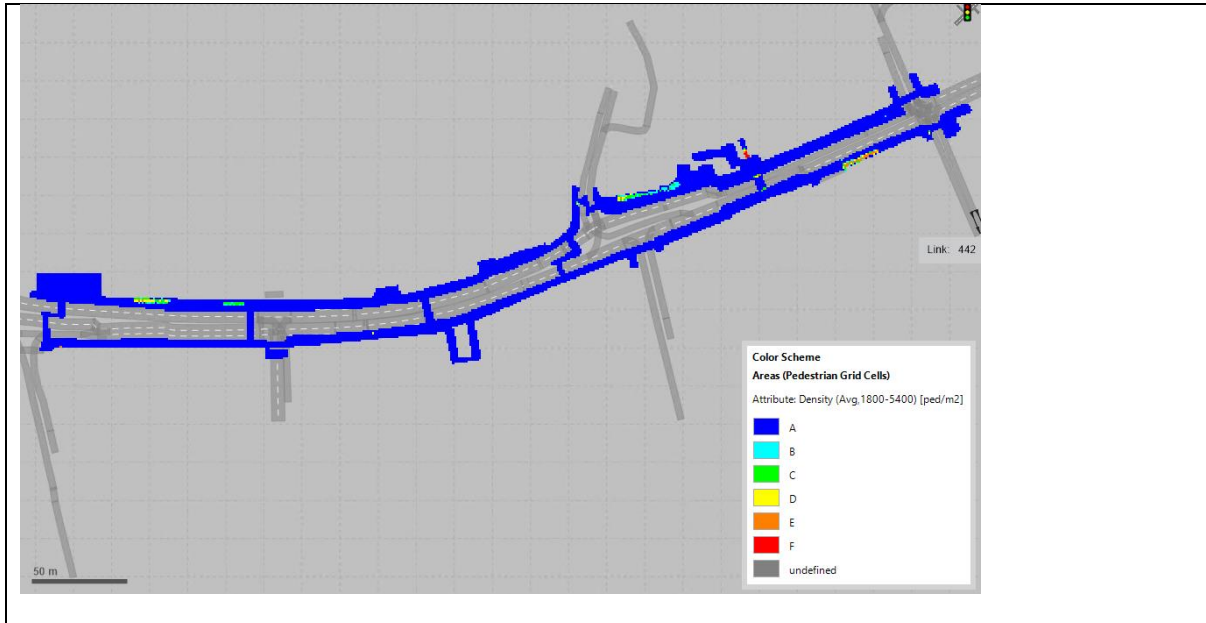 Link: 442
Color Scheme
Areas (Pedestrian Grid Cells)
Attribute: Density (Avg,1800-5400) [ped/m2]
A
B
C
D
E
F
undefined
50 m